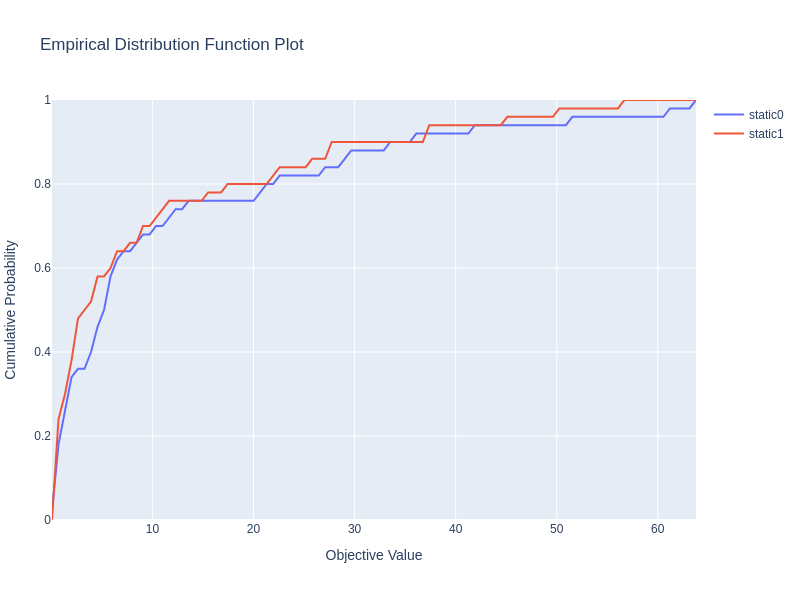 Empirical Distribution Function Plot
static0
static1
Cumulative Probability
1
0.8
0.6
0.4
0.2
0
10
20
30
40
50
60
Objective Value